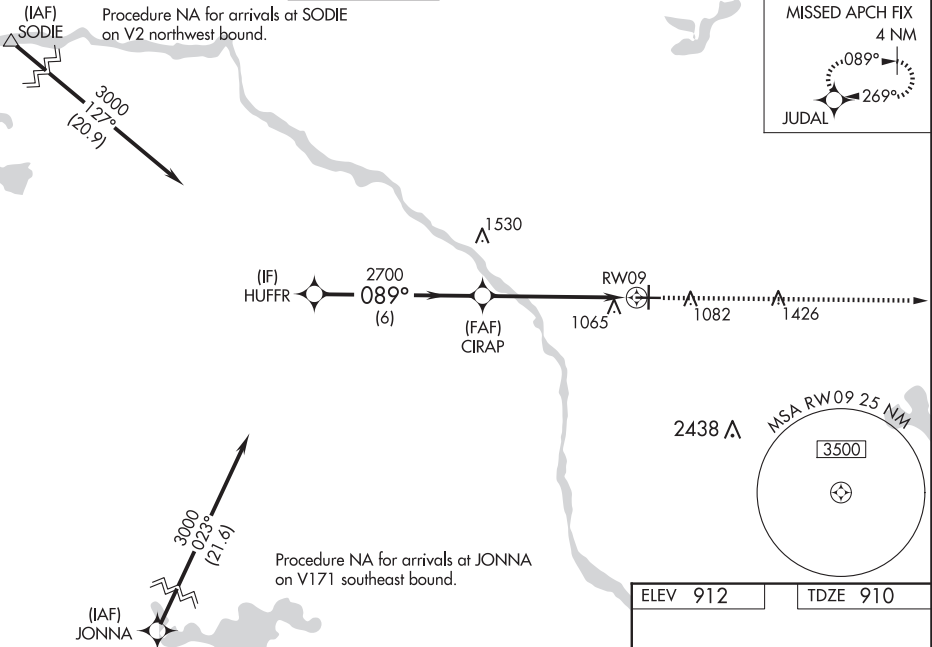 (IAF)
SODIE
Procedure NA for arrivals at SODIE
on V2 northwest bound.
3000
127°
(20.9)
MISSED APCH FIX
4 NM
089°
269°
JUDAL
1530
(IF)
HUFFR
2700
089°
(6)
(FAF)
CIRAP
RW09
1065
1082
1426
2438
MSA RW09 25 NM
3500
3000
023°
(21.6)
Procedure NA for arrivals at JONNA
on V171 southeast bound.
(IAF)
JONNA
ELEV 912
TDZE 910